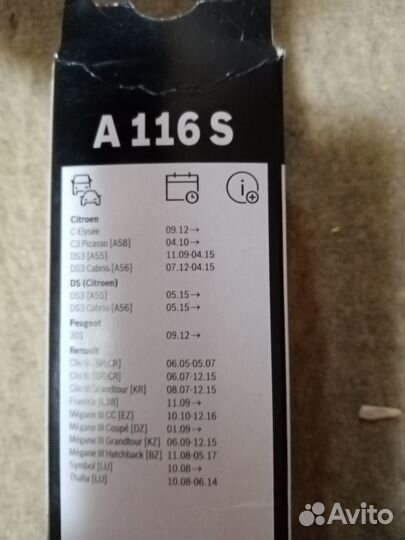 A 116 S
Citroen
C-Elysée 09.12→
C3 Picasso [A58] 04.10→
DS3 [A55] 11.09-04.15
DS3 Cabrio [A56] 07.12-04.15
DS (Citroen)
DS3 [A55] 05.15→
DS3 Cabrio [A56] 05.15→
Peugeot
301 09.12→
Renault
Clio III [BR;CR] 06.05-05.07
Clio III [BR;CR] 06.07-12.15
Clio III Grandtour [KR] 08.07-12.15
Fluence [L38] 11.09→
Mégane III CC [EZ] 10.10-12.16
Mégane III Coupé [DZ] 01.09→
Mégane III Grandtour [KZ] 06.09-12.15
Mégane III Hatchback [BZ] 11.08-05.17
Symbol [LU] 10.08→
Thalia [LU] 10.08-06.14
Avito